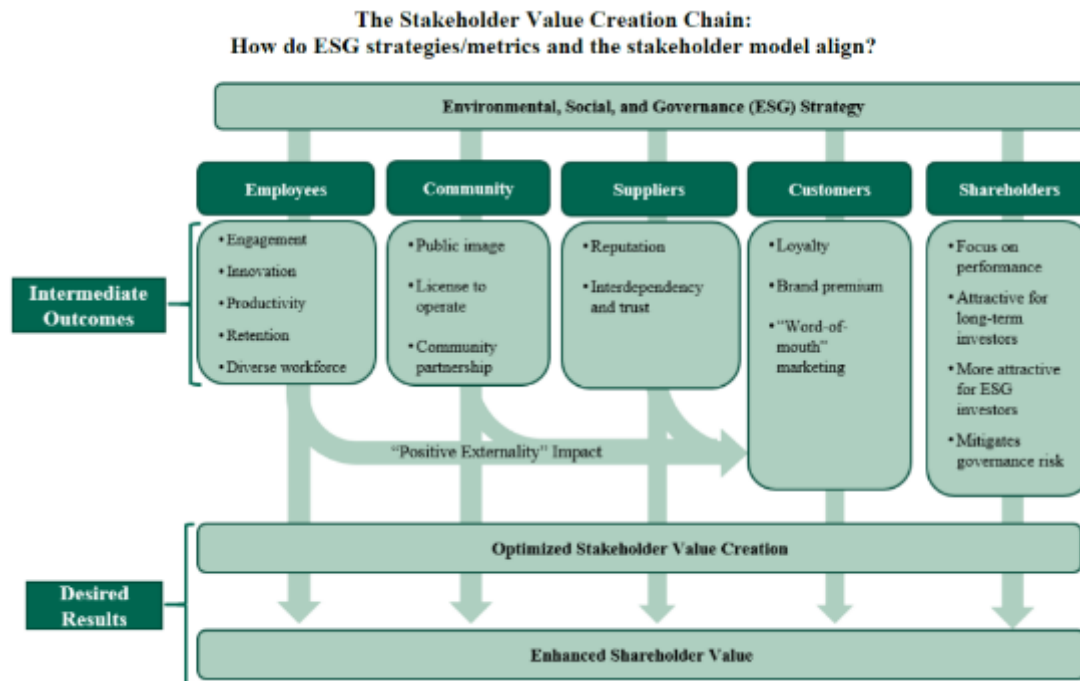 The Stakeholder Value Creation Chain:
How do ESG strategies/metrics and the stakeholder model align?
Environmental, Social, and Governance (ESG) Strategy
Employees
Community
Suppliers
Customers
Shareholders
Intermediate
Outcomes
• Engagement
• Innovation
• Productivity
• Retention
• Diverse workforce
• Public image
• License to
operate
• Community
partnership
• Reputation
• Interdependency
and trust
• Loyalty
• Brand premium
• "Word-of-
mouth"
marketing
• Focus on
performance
• Attractive for
long-term
investors
• More attractive
for ESG
investors
• Mitigates
governance risk
"Positive Externality" Impact
Desired
Results
Optimized Stakeholder Value Creation
Enhanced Shareholder Value